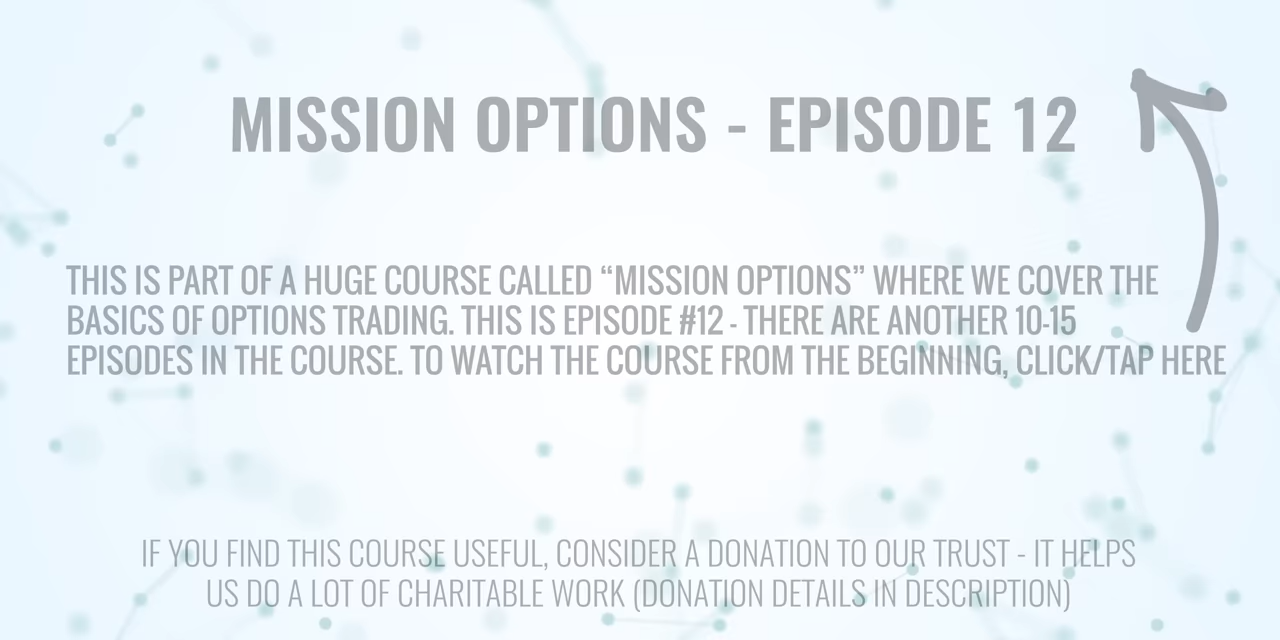 MISSION OPTIONS - EPISODE 12
THIS IS PART OF A HUGE COURSE CALLED “MISSION OPTIONS” WHERE WE COVER THE
BASICS OF OPTIONS TRADING. THIS IS EPISODE #12 - THERE ARE ANOTHER 10-15
EPISODES IN THE COURSE. TO WATCH THE COURSE FROM THE BEGINNING, CLICK/TAP HERE
IF YOU FIND THIS COURSE USEFUL, CONSIDER A DONATION TO OUR TRUST - IT HELPS
US DO A LOT OF CHARITABLE WORK (DONATION DETAILS IN DESCRIPTION)